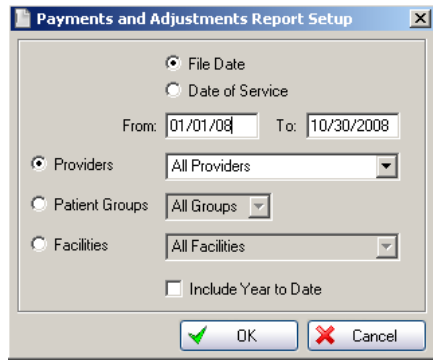 Payments and Adjustments Report Setup
File Date
Date of Service
From: 01/01/08 To: 10/30/2008
Providers All Providers
Patient Groups All Groups
Facilities All Facilities
Include Year to Date
OK Cancel